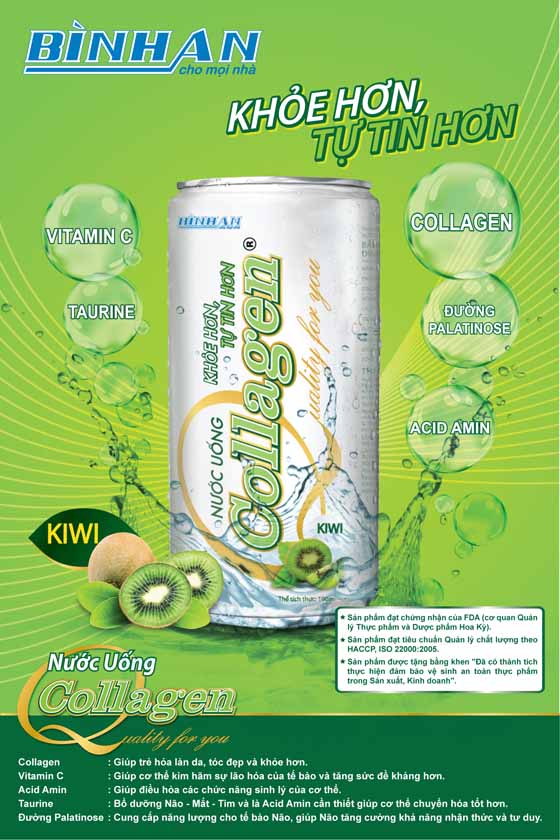 BÌNHAN
cho mọi nhà
KHỎE HƠN,
TỰ TIN HƠN
VITAMIN C
TAURINE
COLLAGEN
ĐƯỜNG
PALATINOSE
ACID AMIN
BÌNHAN
KHỎE HƠN,
TỰ TIN HƠN
NƯỚC UỐNG
Collagen®
Quality for you
KIWI
KIWI
★ Sản phẩm đạt chứng nhận của FDA (cơ quan Quản
lý Thực phẩm và Dược phẩm Hoa Kỳ).
★ Sản phẩm đạt tiêu chuẩn Quản lý chất lượng theo
HACCP, ISO 22000:2005.
★ Sản phẩm được tặng bằng khen "Đã có thành tích
thực hiện đảm bảo vệ sinh an toàn thực phẩm
trong Sản xuất, Kinh doanh".
Nước Uống
Collagen
Quality for you
Collagen : Giúp trẻ hóa làn da, tóc đẹp và khỏe hơn.
Vitamin C : Giúp cơ thể kìm hãm sự lão hóa của tế bào và tăng sức đề kháng hơn.
Acid Amin : Giúp điều hòa các chức năng sinh lý của cơ thể.
Taurine : Bổ dưỡng Não - Mắt - Tim và là Acid Amin cần thiết giúp cơ thể chuyển hóa tốt hơn.
Đường Palatinose : Cung cấp năng lượng cho tế bào Não, giúp Não tăng cường khả năng nhận thức và tư duy.